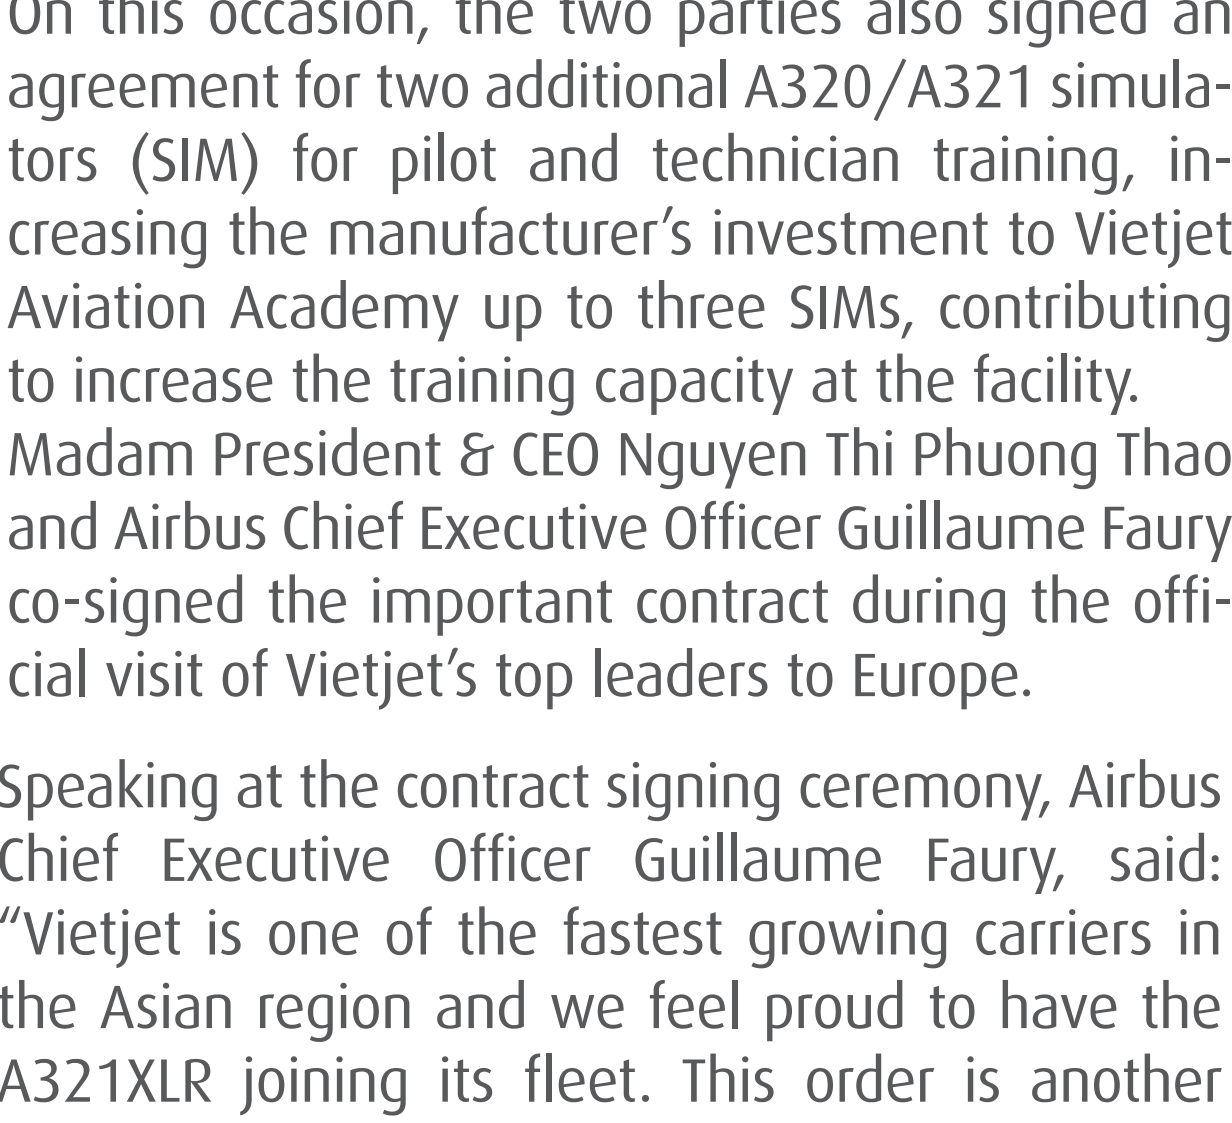 On this occasion, the two parties also signed an
agreement for two additional A320/A321 simula-
tors (SIM) for pilot and technician training, in-
creasing the manufacturer’s investment to Vietjet
Aviation Academy up to three SIMs, contributing
to increase the training capacity at the facility.
Madam President & CEO Nguyen Thi Phuong Thao
and Airbus Chief Executive Officer Guillaume Faury
co-signed the important contract during the offi-
cial visit of Vietjet’s top leaders to Europe.
Speaking at the contract signing ceremony, Airbus
Chief Executive Officer Guillaume Faury, said:
“Vietjet is one of the fastest growing carriers in
the Asian region and we feel proud to have the
A321XLR joining its fleet. This order is another